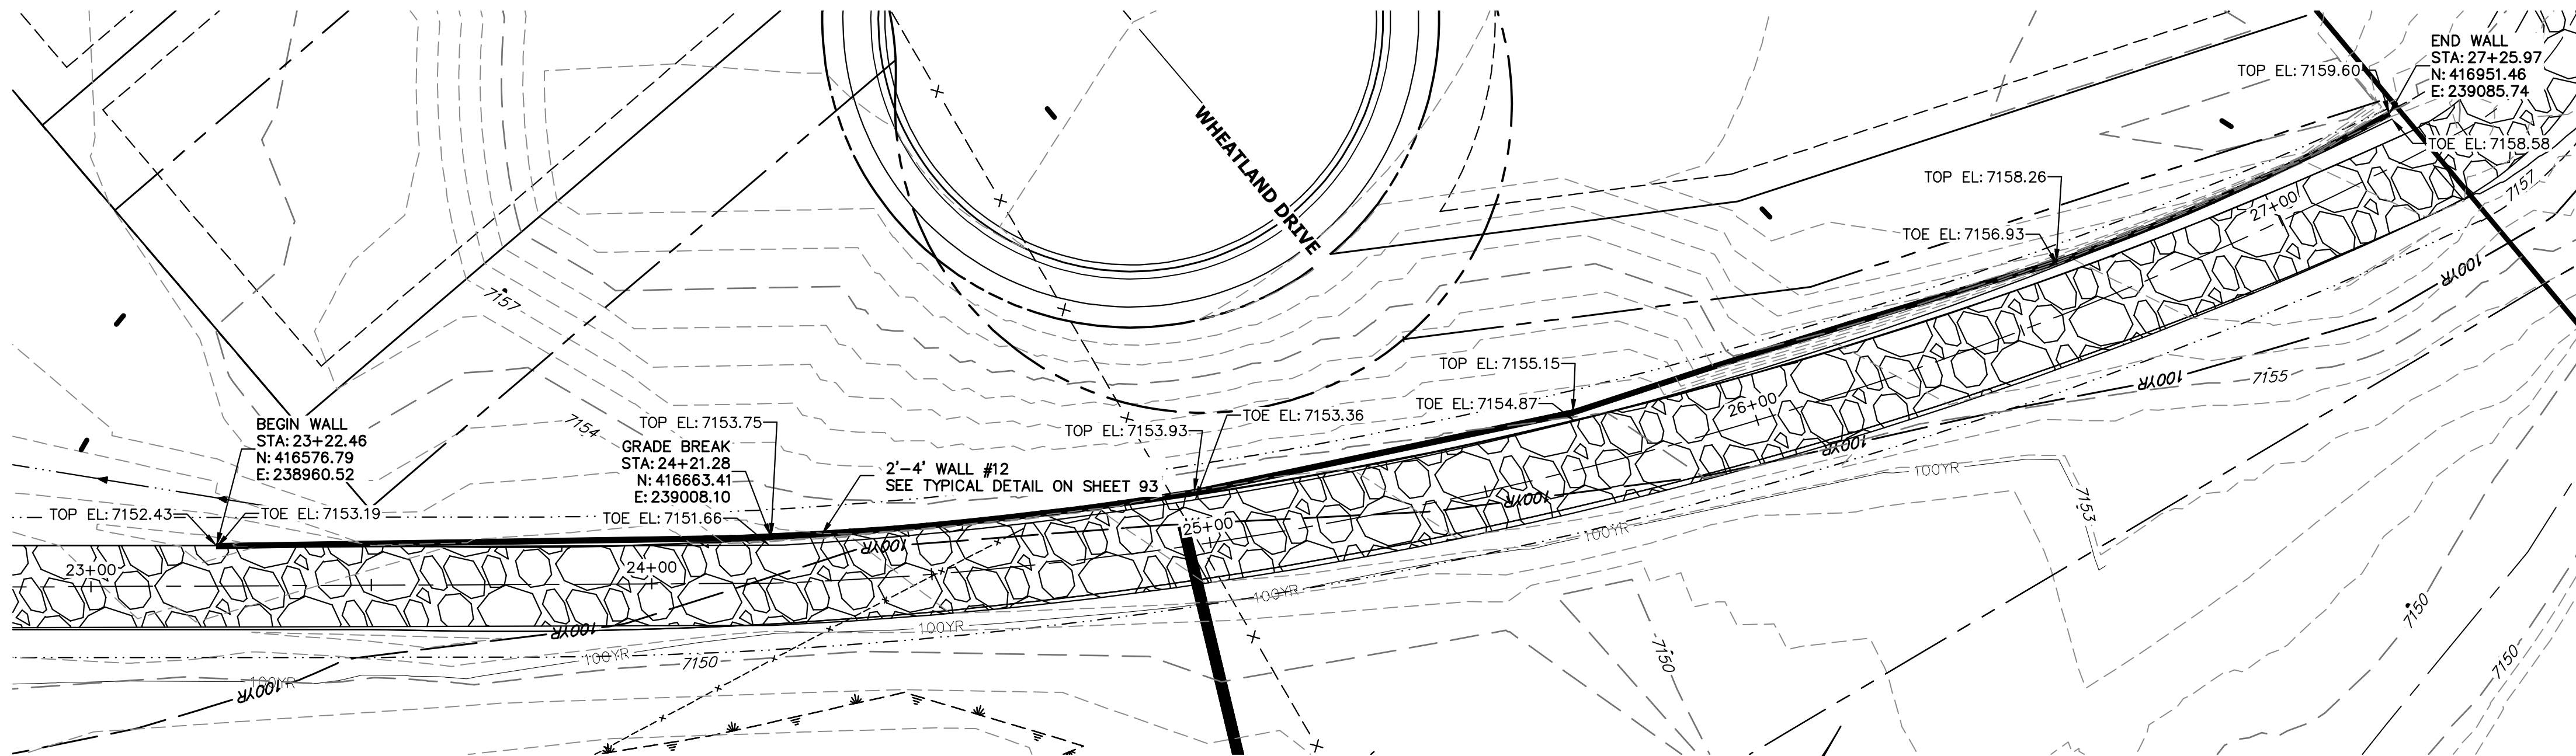 END WALL
STA: 27+25.97
N: 416951.46
E: 239085.74
TOP EL: 7159.60
TOE EL: 7158.58
WHEATLAND DRIVE
TOP EL: 7158.26
TOE EL: 7156.93
7157
27+00
100YR
7157
TOP EL: 7155.15
TOE EL: 7154.87
26+00
100YR
7155
BEGIN WALL
STA: 23+22.46
N: 416576.79
E: 238960.52
7154
TOP EL: 7153.75
GRADE BREAK
STA: 24+21.28
N: 416663.41
E: 239008.10
TOE EL: 7151.66
TOP EL: 7153.93
TOE EL: 7153.36
100YR
2'-4' WALL #12
SEE TYPICAL DETAIL ON SHEET 93
100YR
7153
TOP EL: 7152.43
TOE EL: 7153.19
100YR
25+00
100YR
100YR
23+00
24+00
100YR
100YR
100YR
100YR
7150
7150
7150
7150
100YR
100YR